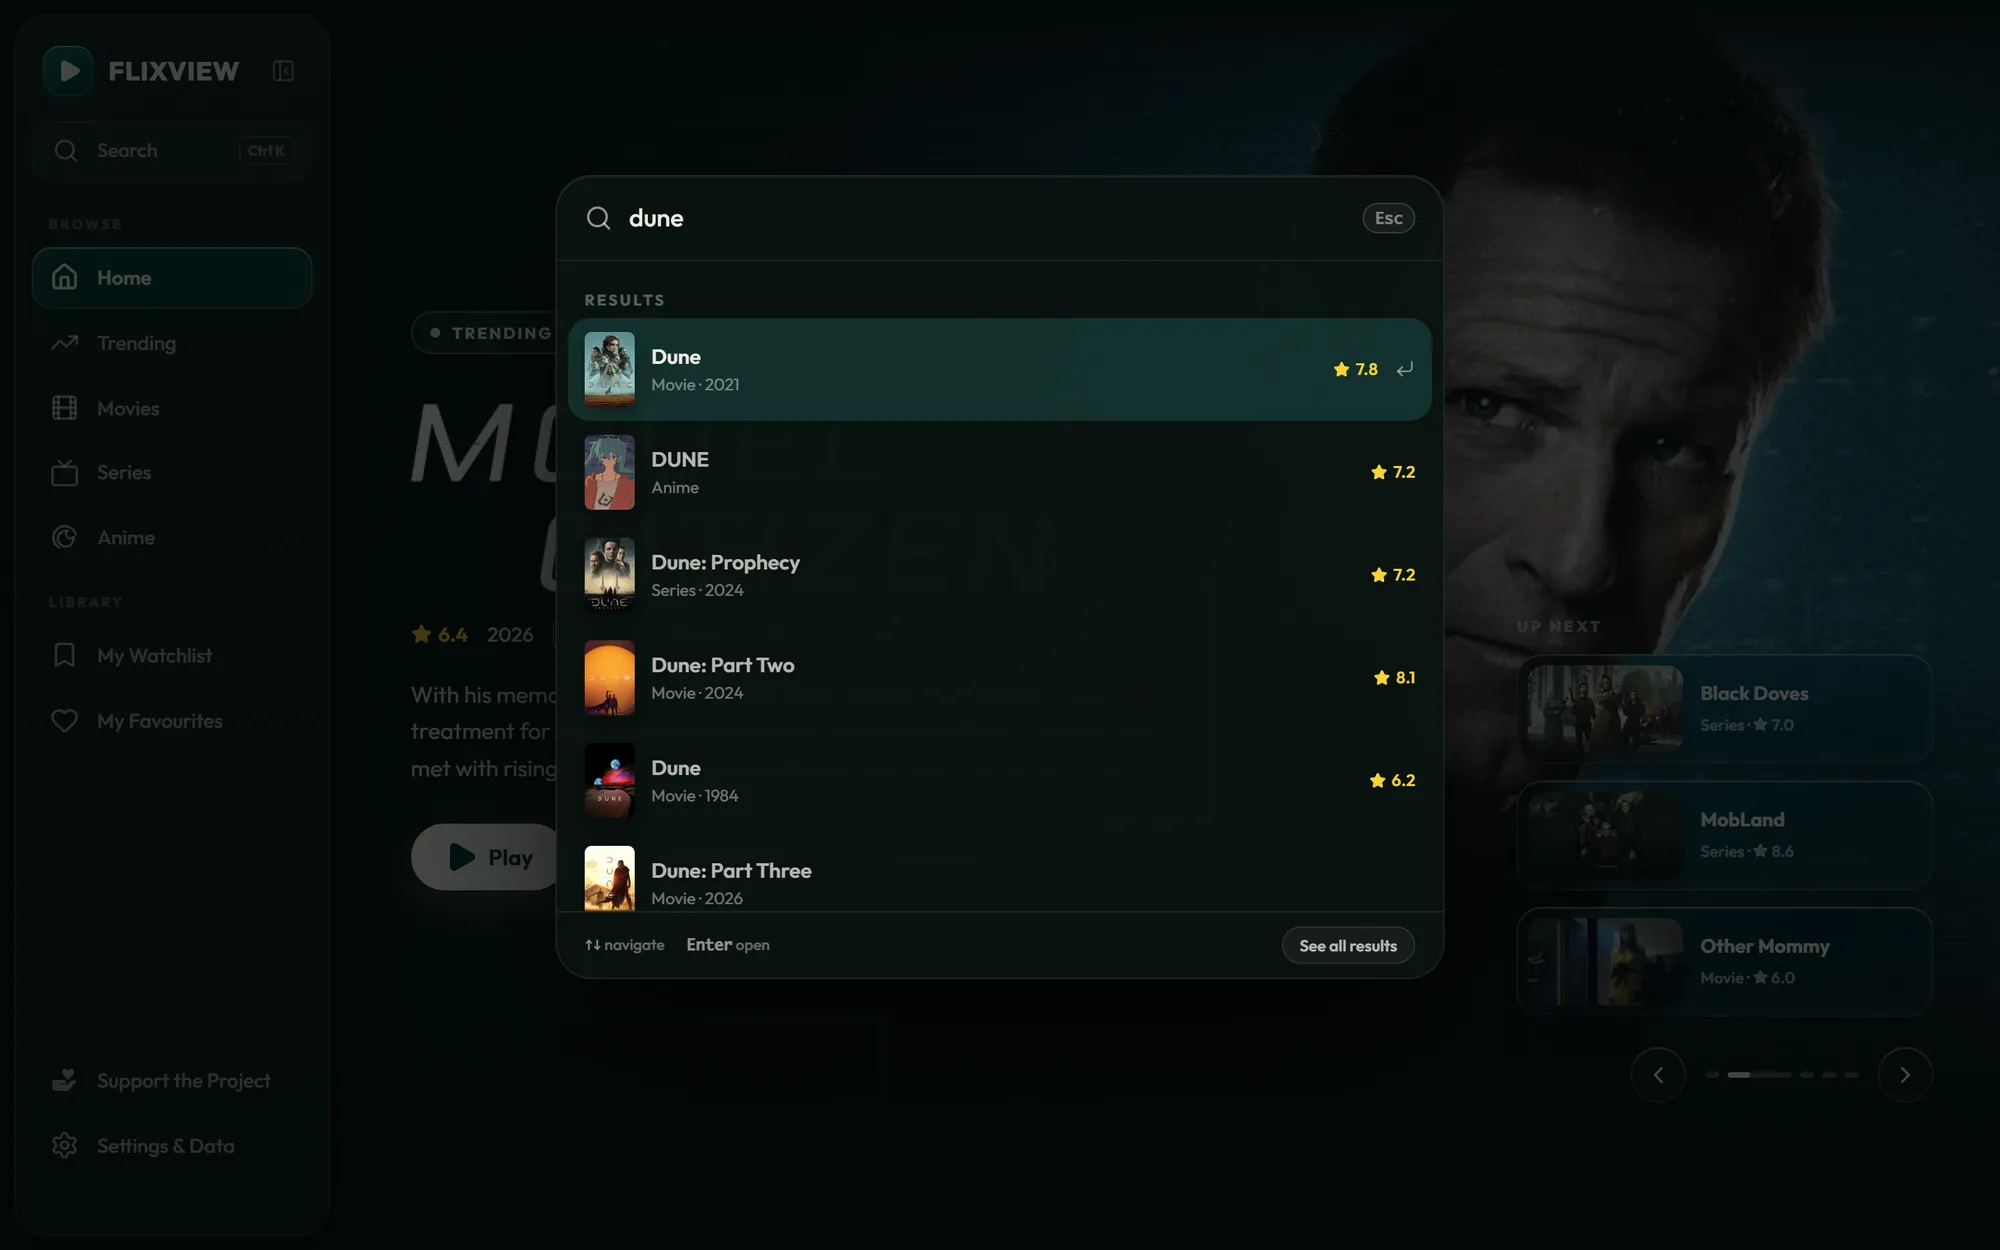 FLIXVIEW
Search
Ctrl K
BROWSE
Home
Trending
Movies
Series
Anime
LIBRARY
My Watchlist
My Favourites
Support the Project
Settings & Data
TRENDING
6.4 2026
With his memo
treatment for
met with rising
Play
dune
Esc
RESULTS
Dune
Movie · 2021
7.8
DUNE
Anime
7.2
Dune: Prophecy
Series · 2024
7.2
DUNE
Dune: Part Two
Movie · 2024
8.1
Dune
Movie · 1984
6.2
DUNE
Dune: Part Three
Movie · 2026
↑↓ navigate Enter open
See all results
UP NEXT
Black Doves
Series · ★ 7.0
MobLand
Series · ★ 8.6
Other Mommy
Movie · ★ 6.0